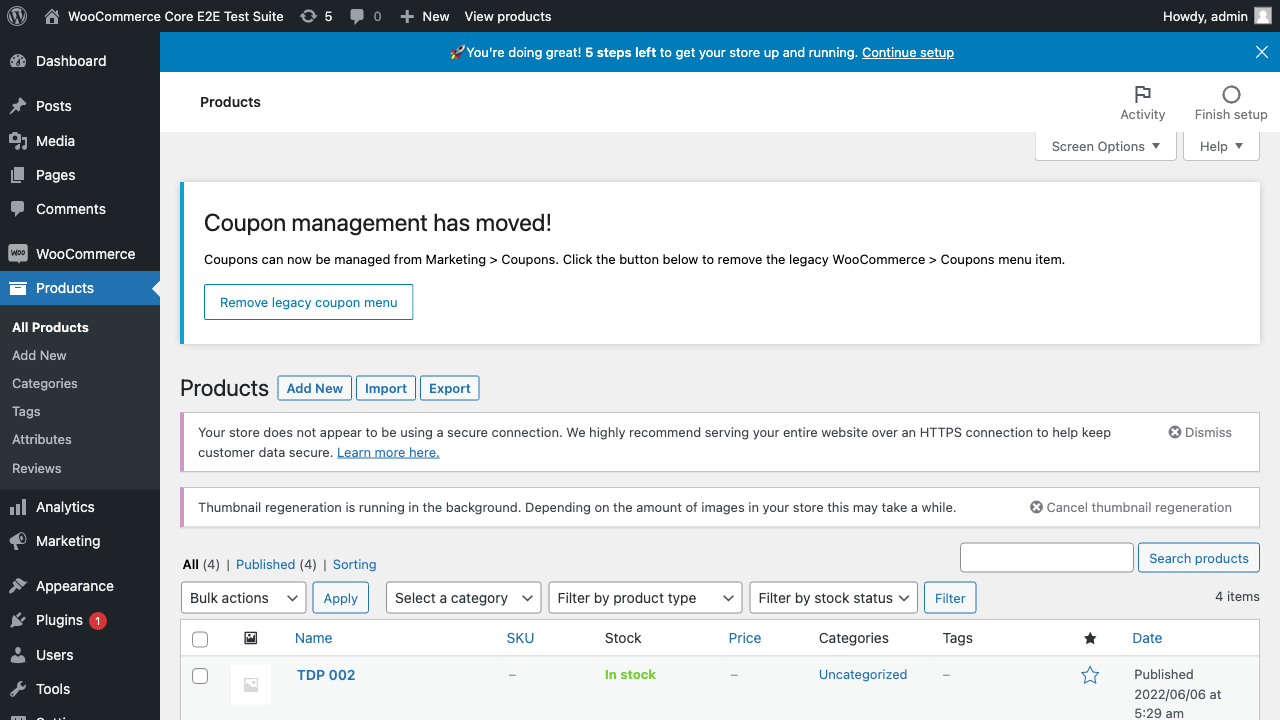 WooCommerce Core E2E Test Suite 5 0 New View products Howdy, admin
🚀You're doing great! 5 steps left to get your store up and running. Continue setup
Dashboard
Posts
Media
Pages
Comments
WooCommerce
Products
All Products
Add New
Categories
Tags
Attributes
Reviews
Analytics
Marketing
Appearance
Plugins 1
Users
Tools
Products
Activity
Finish setup
Screen Options
Help
Coupon management has moved!
Coupons can now be managed from Marketing > Coupons. Click the button below to remove the legacy WooCommerce > Coupons menu item.
Remove legacy coupon menu
Products Add New Import Export
Your store does not appear to be using a secure connection. We highly recommend serving your entire website over an HTTPS connection to help keep
customer data secure. Learn more here.
Dismiss
Thumbnail regeneration is running in the background. Depending on the amount of images in your store this may take a while.
Cancel thumbnail regeneration
All (4) | Published (4) | Sorting
Search products
Bulk actions Apply Select a category Filter by product type Filter by stock status Filter 4 items
Name SKU Stock Price Categories Tags Date
TDP 002 – In stock – Uncategorized – Published
2022/06/06 at
5:29 am